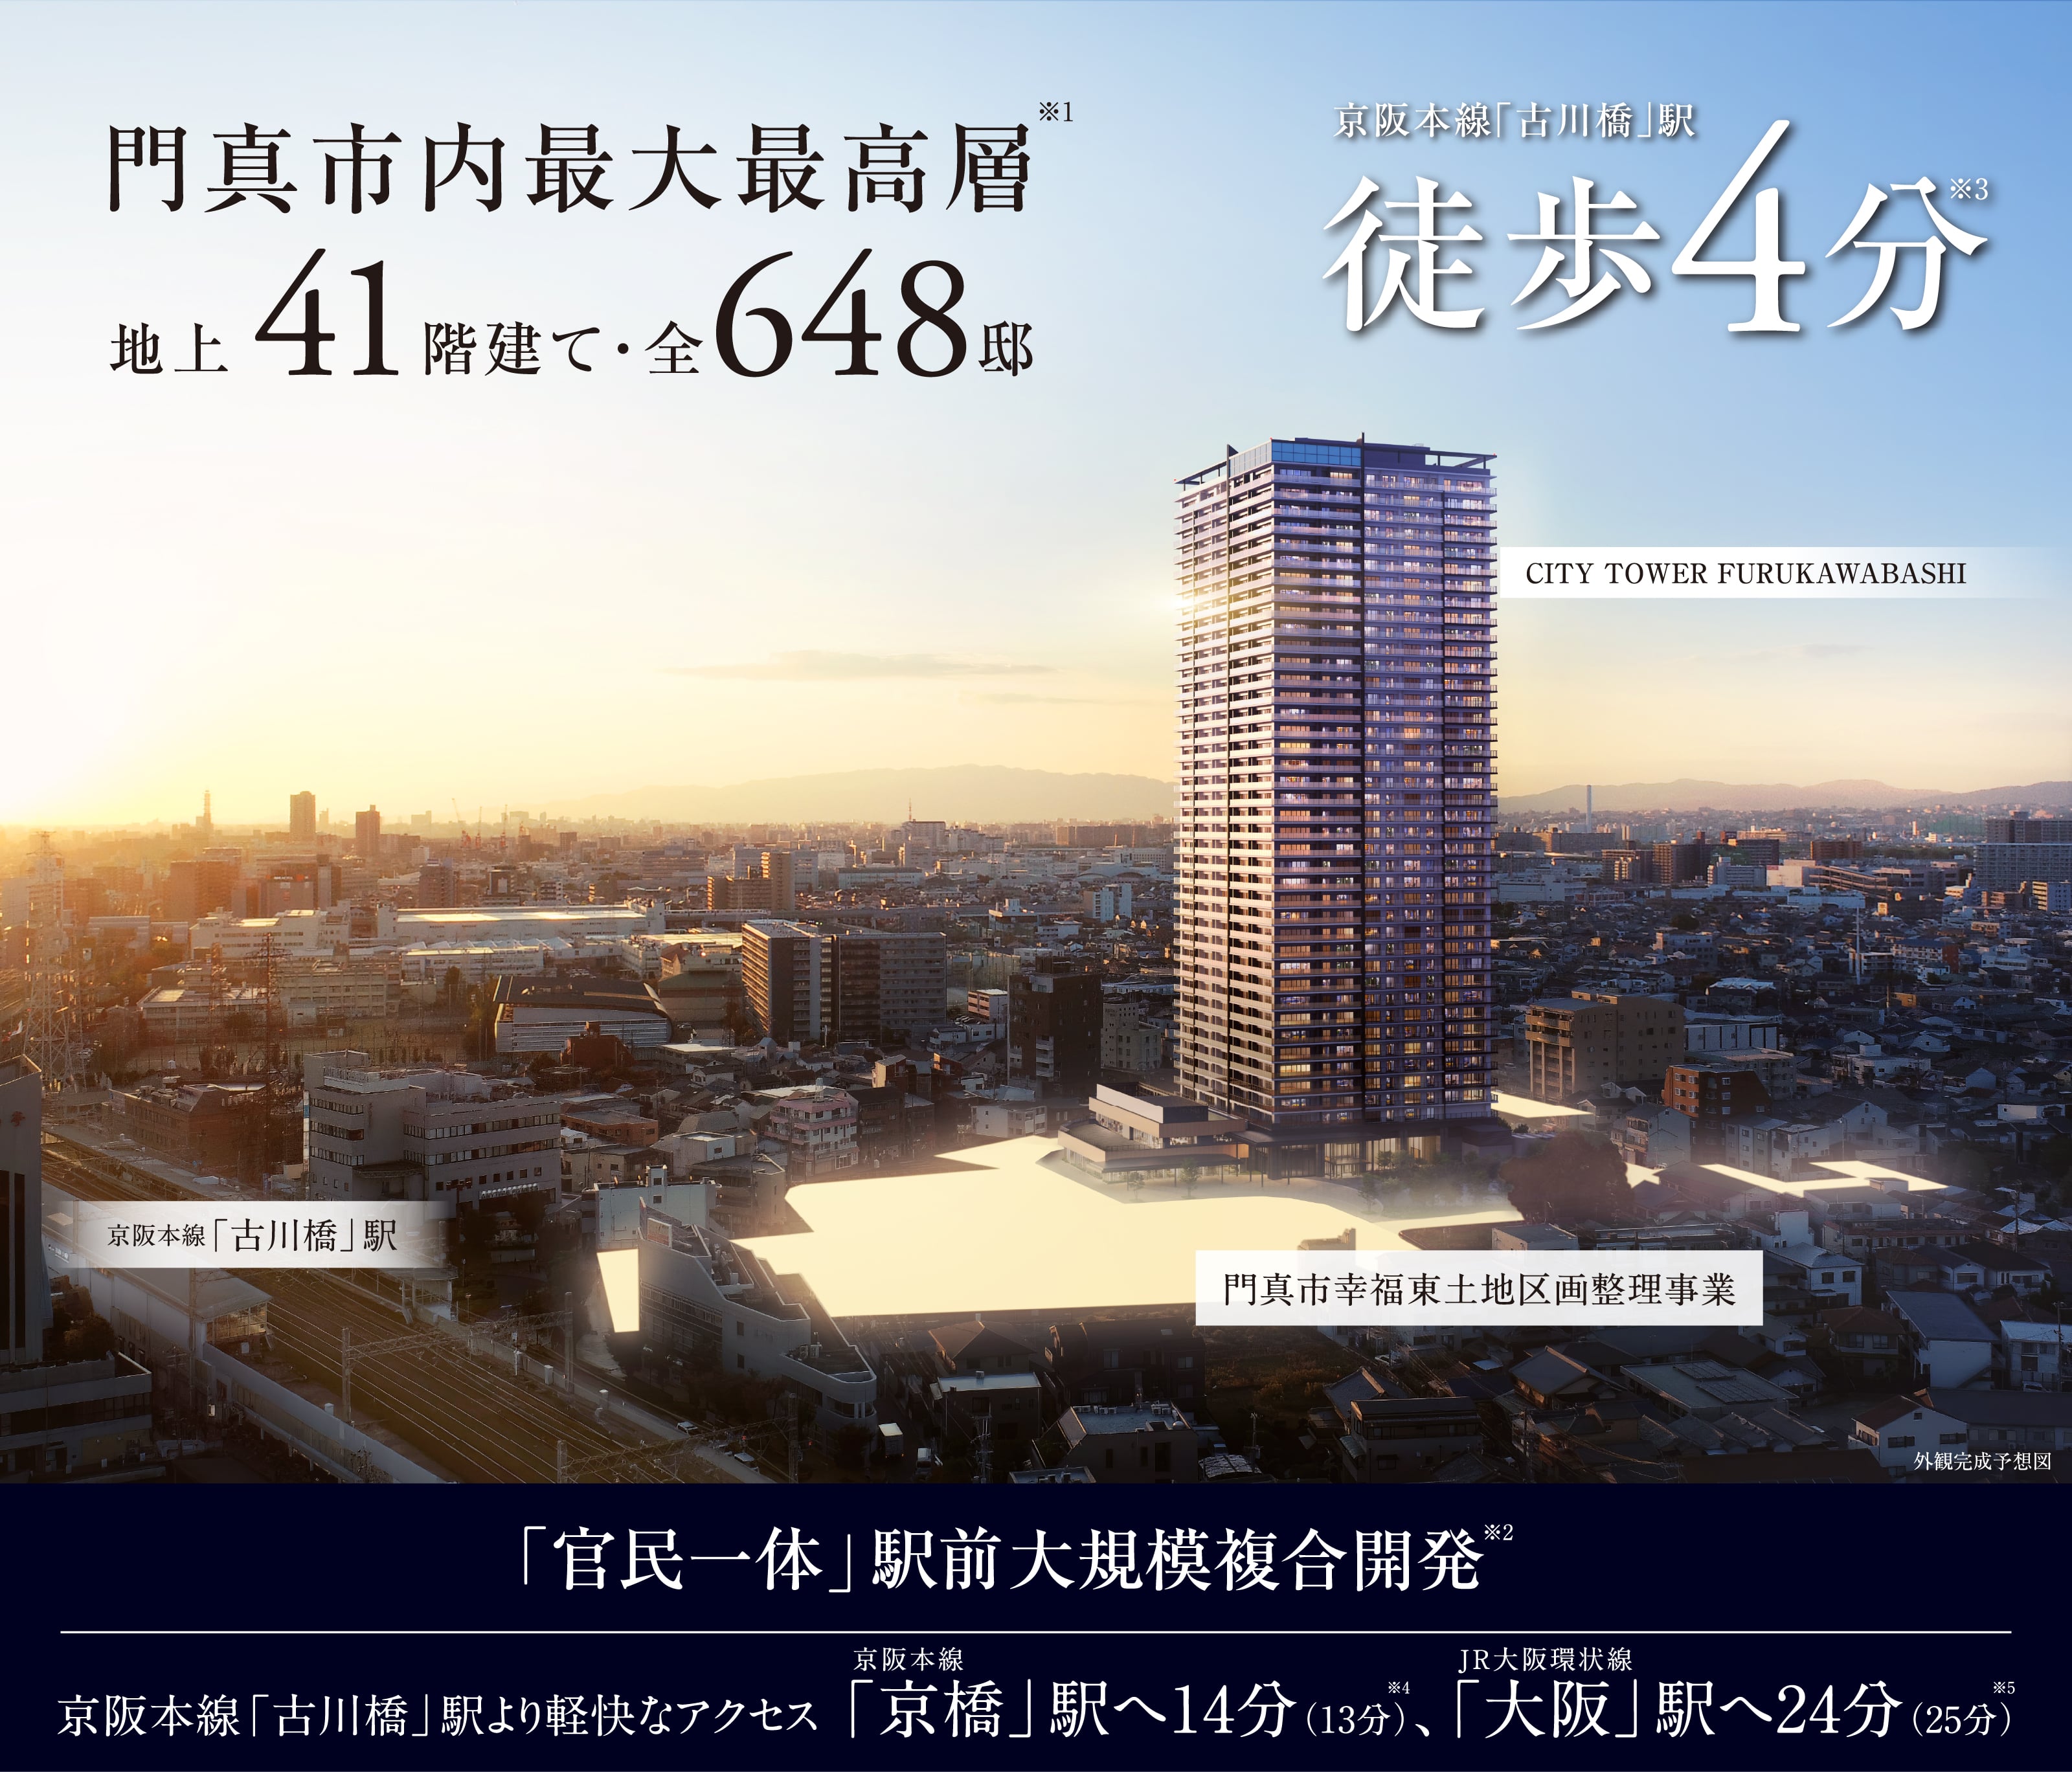 門真市内最大最高層※1
地上41階建て・全648邸
京阪本線「古川橋」駅
徒歩4分※3
CITY TOWER FURUKAWABASHI
京阪本線「古川橋」駅
門真市幸福東土地区画整理事業
外観完成予想図
「官民一体」駅前大規模複合開発※2
京阪本線「古川橋」駅より軽快なアクセス
京阪本線
「京橋」駅へ14分(13分)※4、
JR大阪環状線
「大阪」駅へ24分(25分)※5